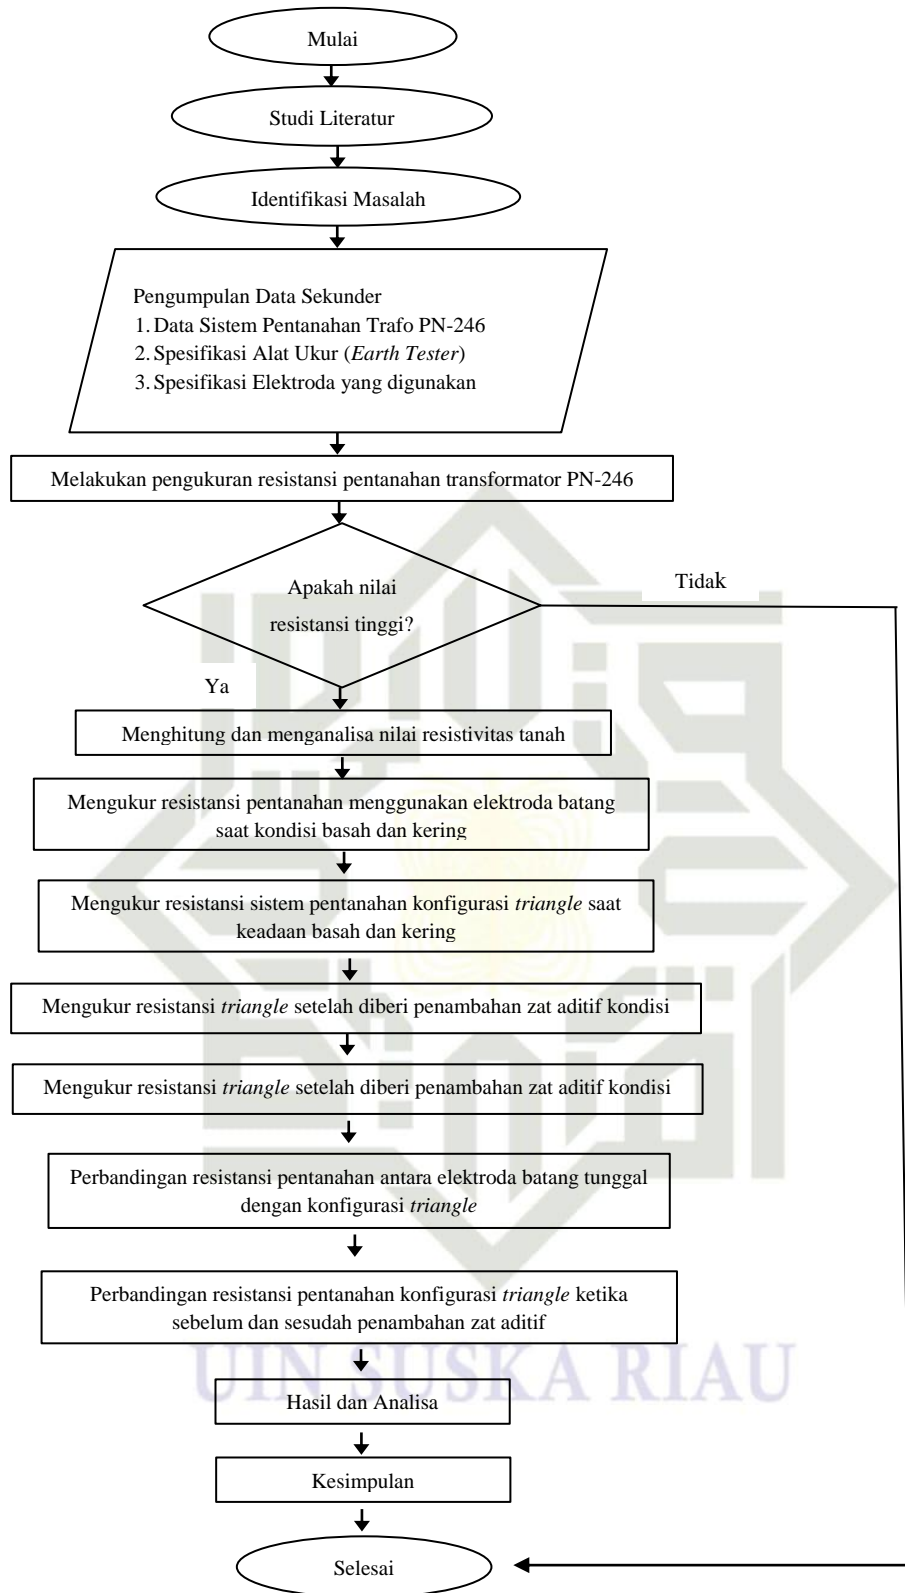 Mulai
Studi Literatur
Identifikasi Masalah
Pengumpulan Data Sekunder
1. Data Sistem Pentanahan Trafo PN-246
2. Spesifikasi Alat Ukur (Earth Tester)
3. Spesifikasi Elektroda yang digunakan
Melakukan pengukuran resistansi pentanahan transformator PN-246
Apakah nilai
resistansi tinggi?
Tidak
Ya
Menghitung dan menganalisa nilai resistivitas tanah
Mengukur resistansi pentanahan menggunakan elektroda batang
saat kondisi basah dan kering
Mengukur resistansi sistem pentanahan konfigurasi triangle saat
keadaan basah dan kering
Mengukur resistansi triangle setelah diberi penambahan zat aditif kondisi
Mengukur resistansi triangle setelah diberi penambahan zat aditif kondisi
Perbandingan resistansi pentanahan antara elektroda batang tunggal
dengan konfigurasi triangle
Perbandingan resistansi pentanahan konfigurasi triangle ketika
sebelum dan sesudah penambahan zat aditif
UIN SUSKA RIAU
Hasil dan Analisa
Kesimpulan
Selesai